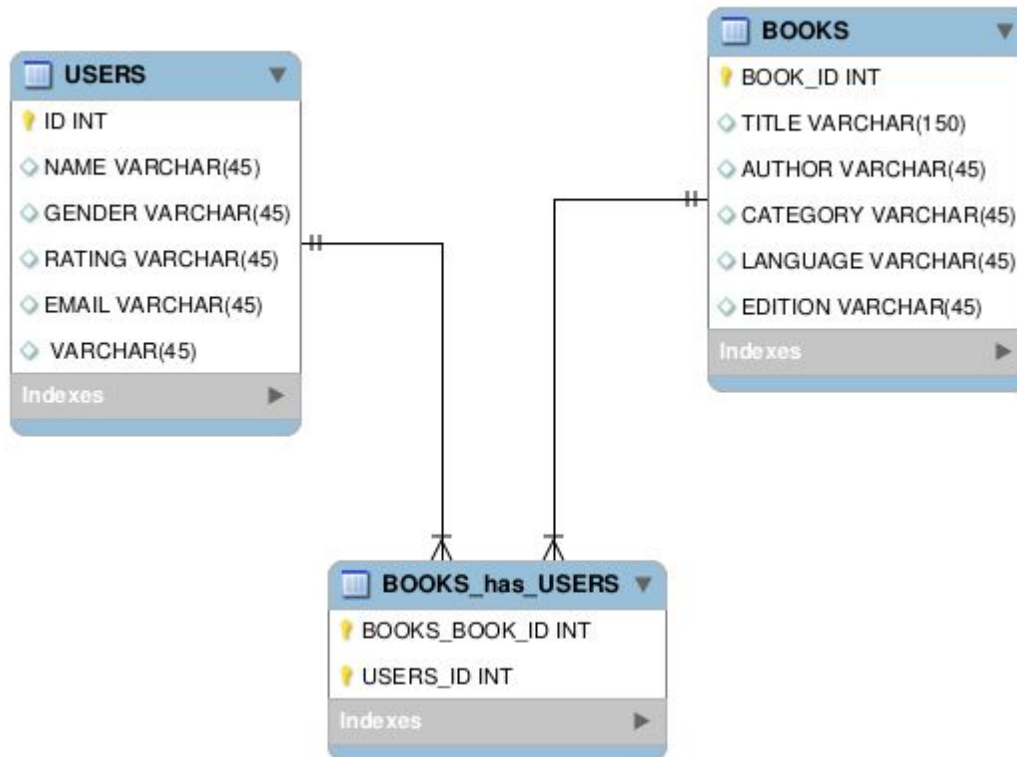 USERS
ID INT
NAME VARCHAR(45)
GENDER VARCHAR(45)
RATING VARCHAR(45)
EMAIL VARCHAR(45)
VARCHAR(45)
Indexes
BOOKS
BOOK_ID INT
TITLE VARCHAR(150)
AUTHOR VARCHAR(45)
CATEGORY VARCHAR(45)
LANGUAGE VARCHAR(45)
EDITION VARCHAR(45)
Indexes
BOOKS_has_USERS
BOOKS_BOOK_ID INT
USERS_ID INT
Indexes